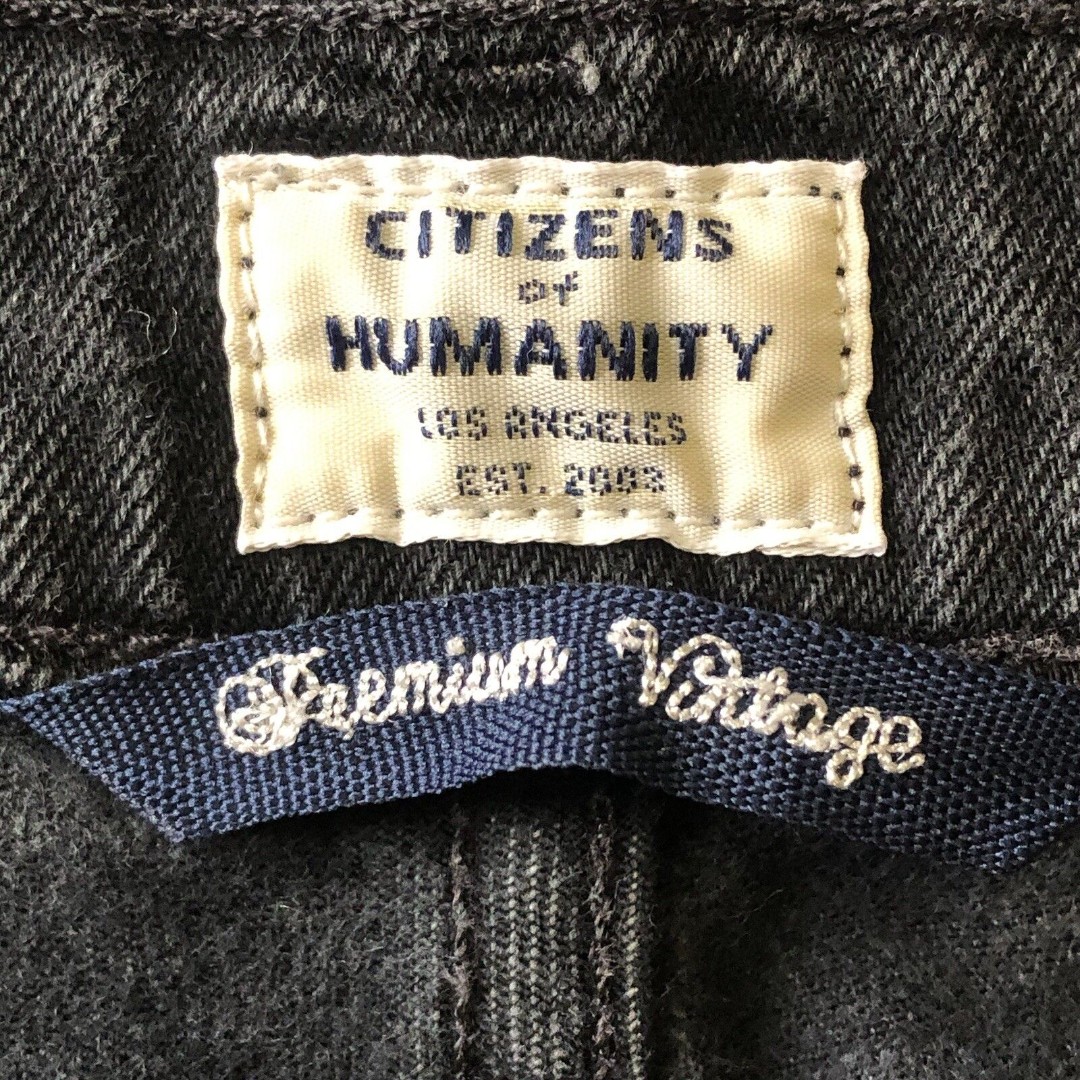 CITIZENS
of
HUMANITY
LOS ANGELES
EST. 2003
Premium Vintage